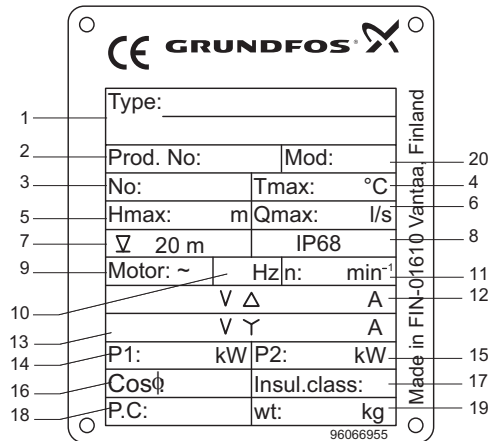 CE GRUNDFOS
1 Type:
2 Prod. No: Mod: 20
3 No: Tmax: °C 4
5 Hmax: m Qmax: l/s 6
7 ∇ 20 m IP68 8
9 Motor: ~ Hz n: min⁻¹ 11
10 V △ A 12
13 V Y A
14 P1: kW P2: kW 15
16 Cosϕ Insul.class: 17
18 P.C: wt: kg 19
96066955
Made in FIN-01610 Vantaa, Finland